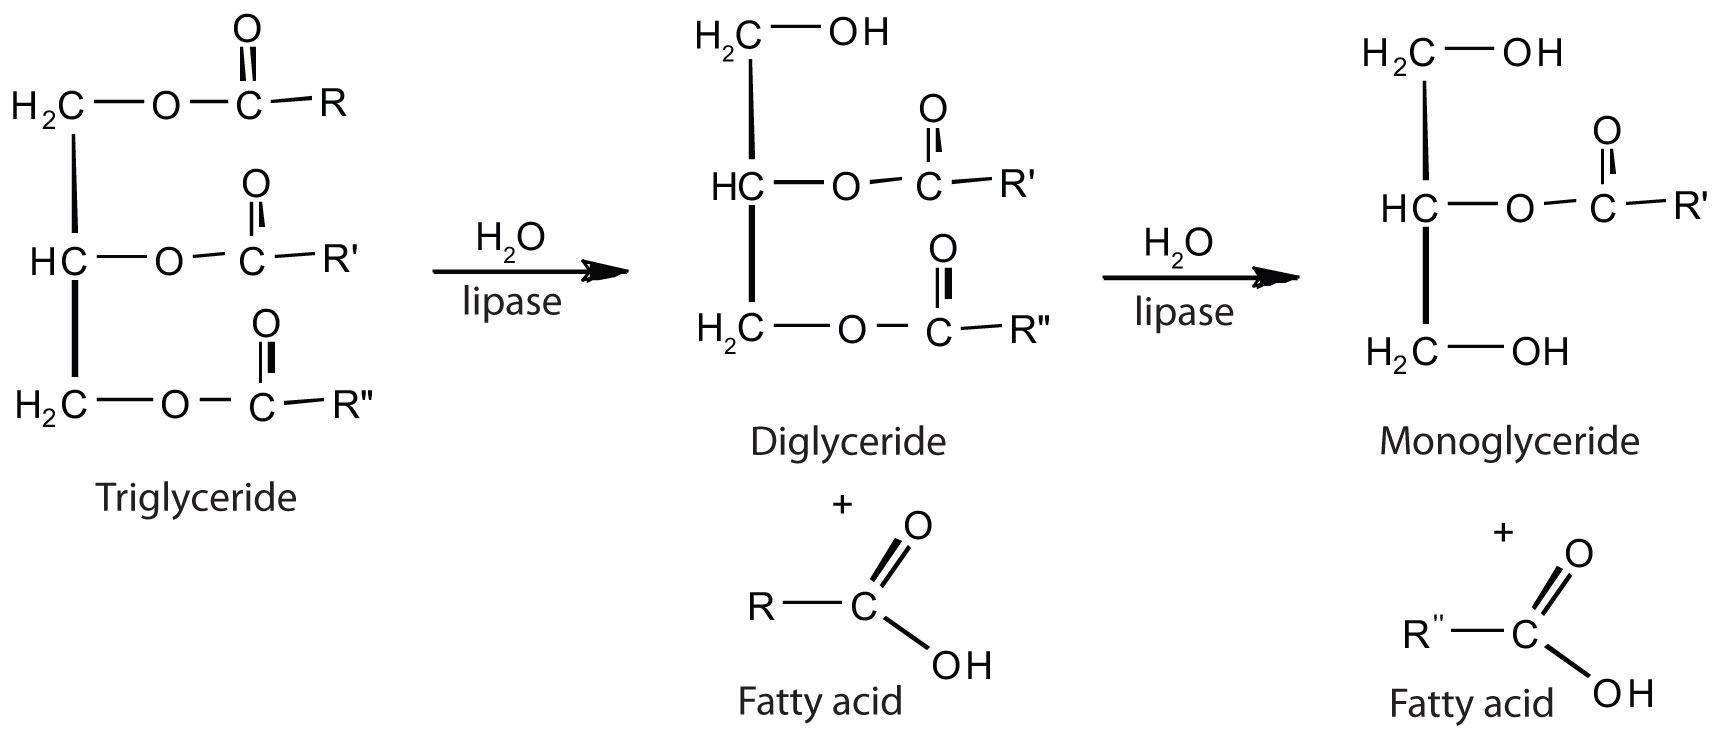 O
H2C — O — C — R
O
HC — O — C — R'
O
H2C — O — C — R"
Triglyceride
H2O
lipase
H2C — OH
O
HC — O — C — R'
O
H2C — O — C — R"
Diglyceride
+
O
R — C
OH
Fatty acid
H2O
lipase
H2C — OH
O
HC — O — C — R'
H2C — OH
Monoglyceride
+
O
R" — C
OH
Fatty acid